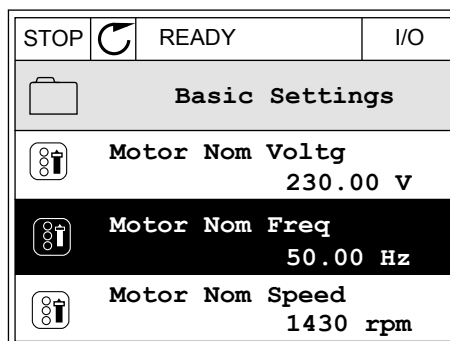 STOP READY I/O
Basic Settings
Motor Nom Voltg
230.00 V
Motor Nom Freq
50.00 Hz
Motor Nom Speed
1430 rpm